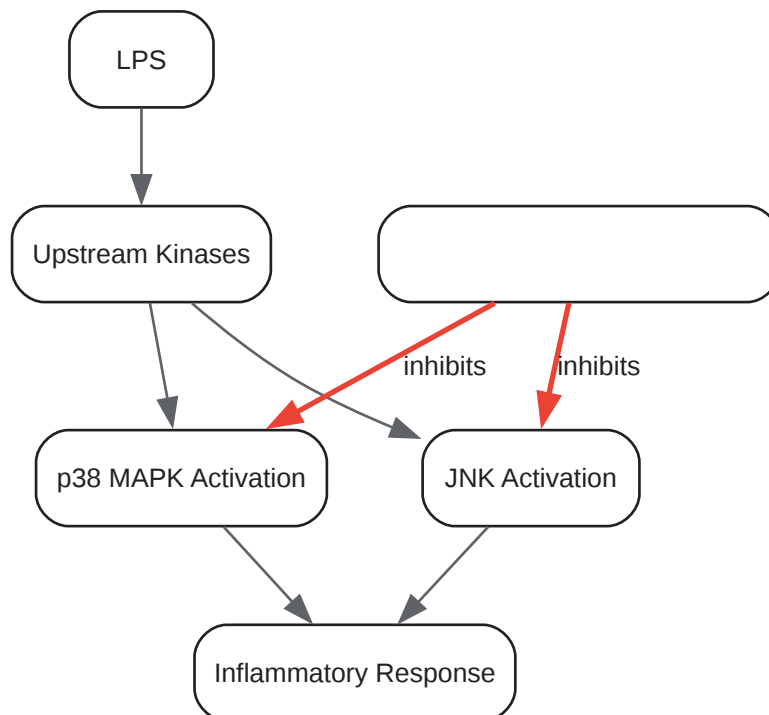 LPS
Upstream Kinases
inhibits
inhibits
p38 MAPK Activation
JNK Activation
Inflammatory Response